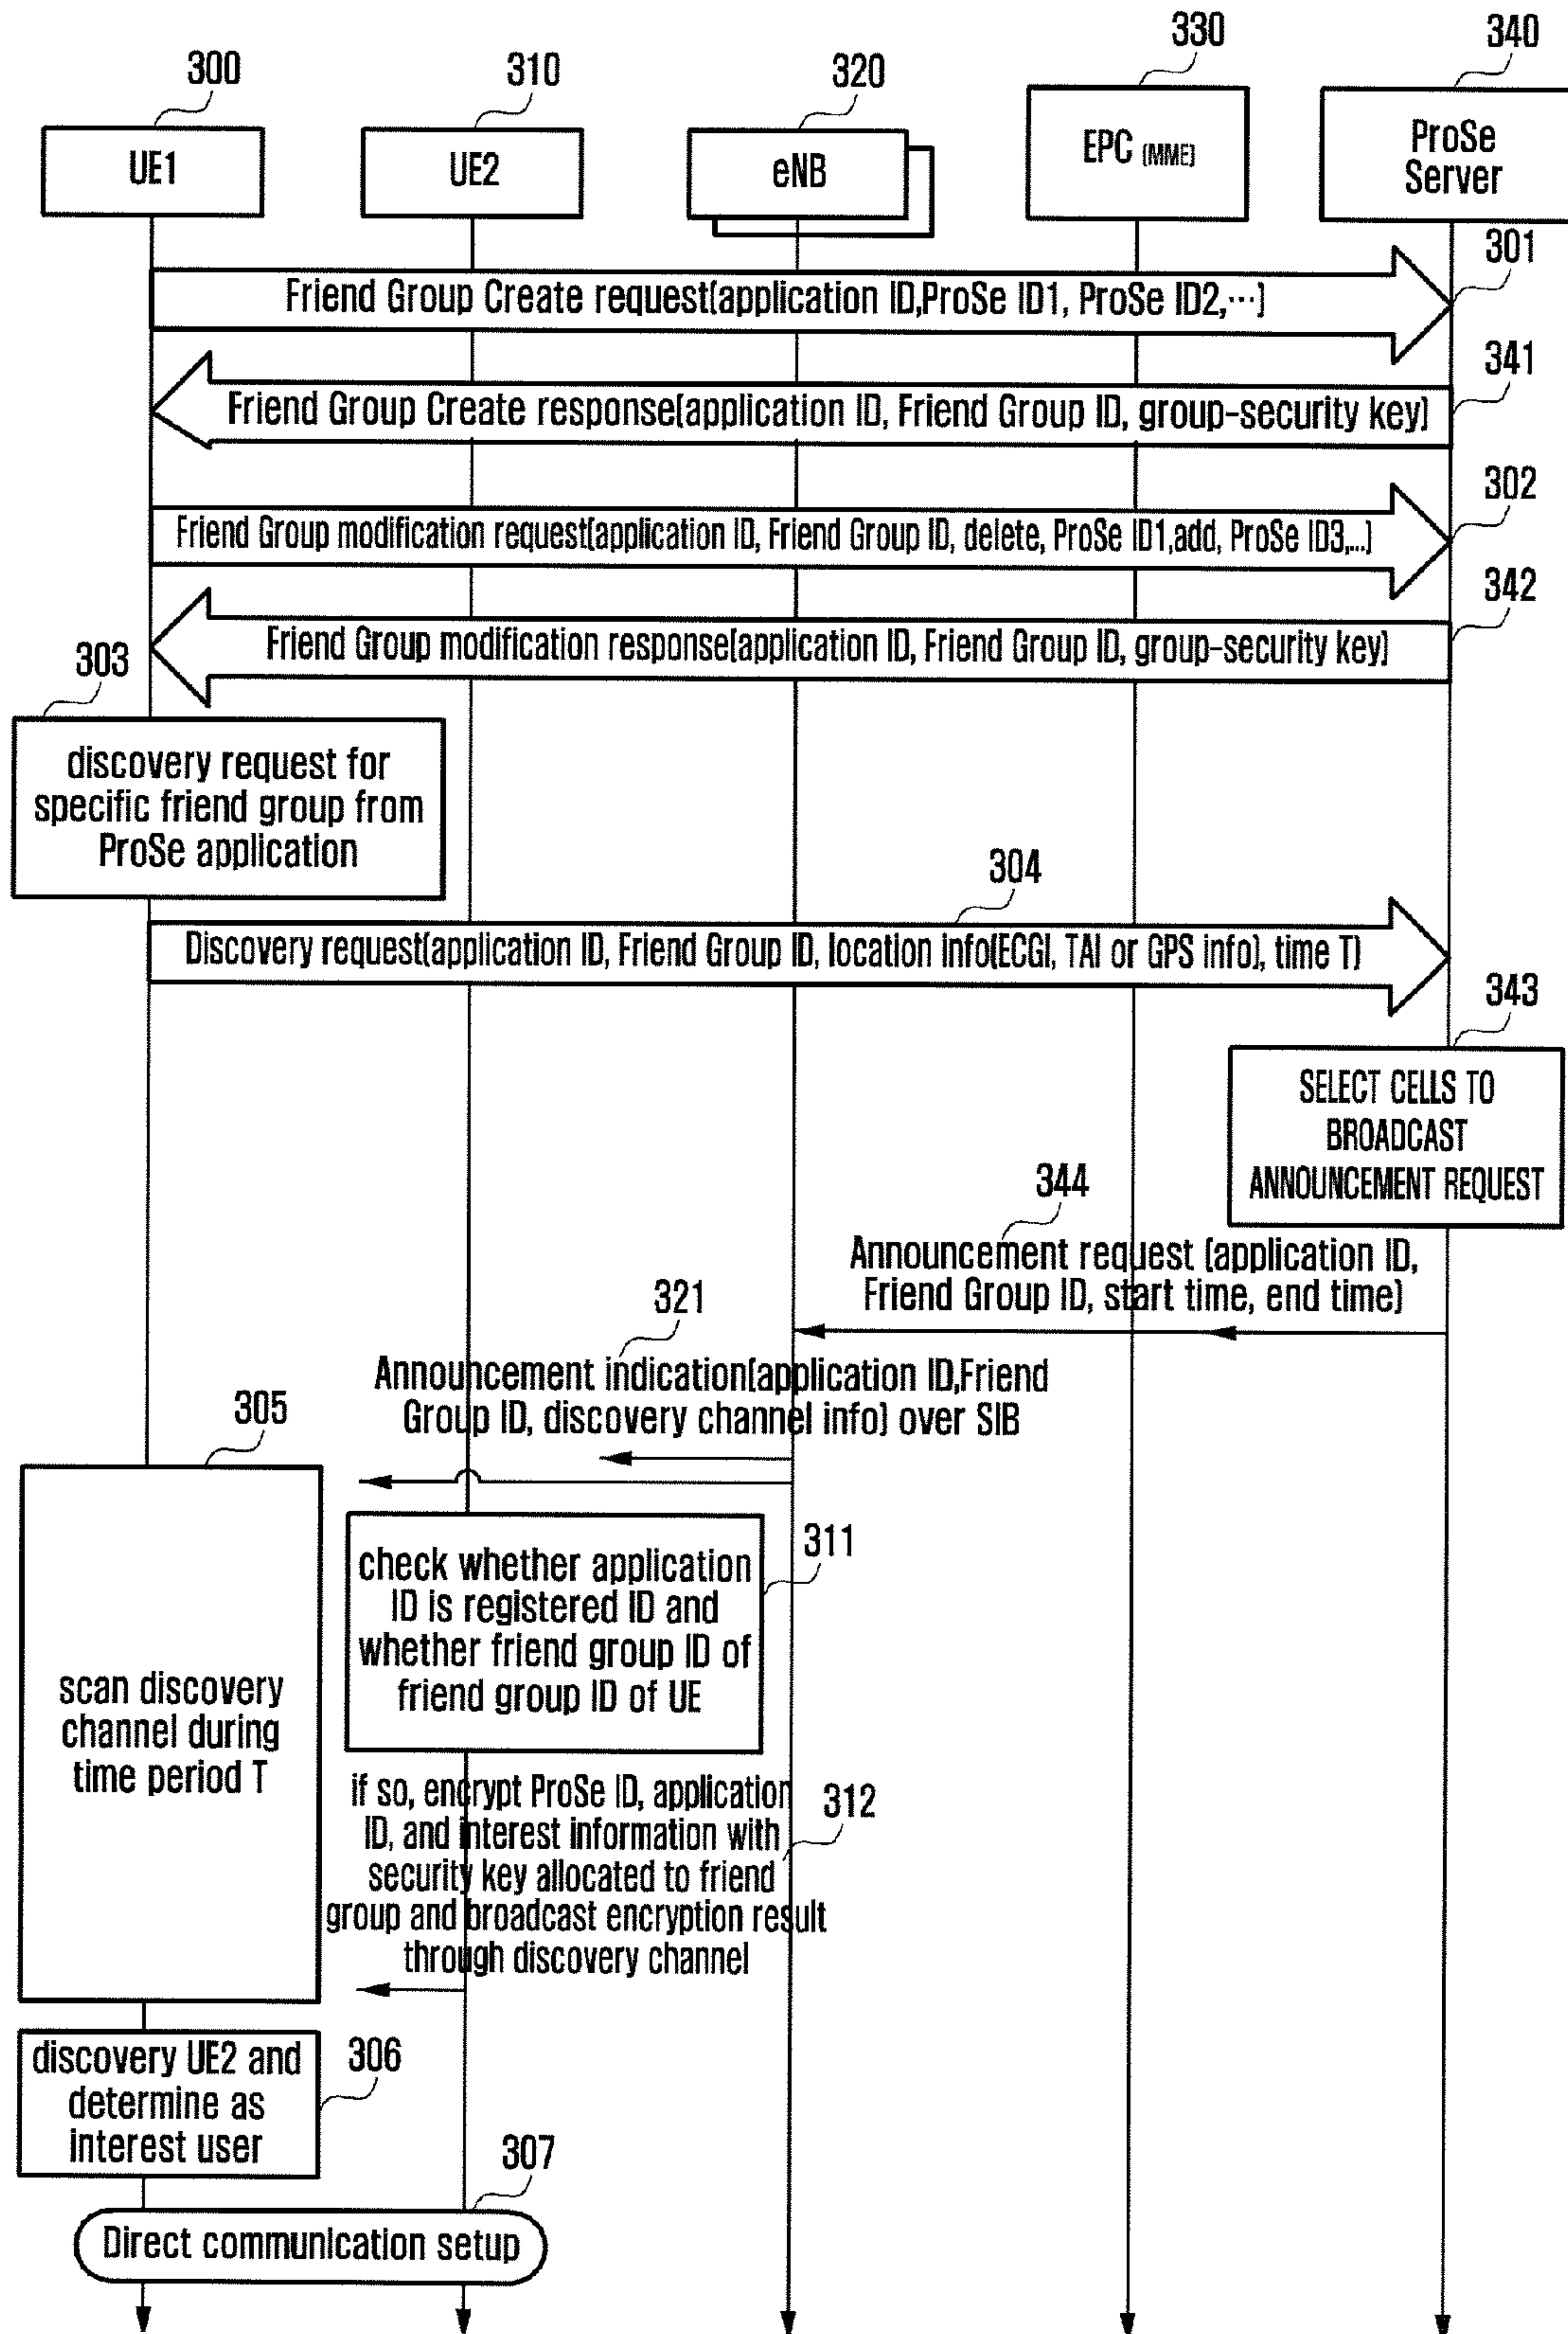 300
310
320
330
340
UE1
UE2
eNB
EPC (MME)
ProSe
Server
301
Friend Group Create request(application ID,ProSe ID1, ProSe ID2,···)
341
Friend Group Create response(application ID, Friend Group ID, group-security key)
302
Friend Group modification request(application ID, Friend Group ID, delete, ProSe ID1,add, ProSe ID3,...)
342
Friend Group modification response(application ID, Friend Group ID, group-security key)
303
discovery request for
specific friend group from
ProSe application
304
Discovery request(application ID, Friend Group ID, location info(ECGI, TAI or GPS info), time T)
343
SELECT CELLS TO
BROADCAST
ANNOUNCEMENT REQUEST
344
Announcement request (application ID,
Friend Group ID, start time, end time)
321
Announcement indication(application ID,Friend
Group ID, discovery channel info) over SIB
305
scan discovery
channel during
time period T
311
check whether application
ID is registered ID and
whether friend group ID of
friend group ID of UE
312
if so, encrypt ProSe ID, application
ID, and interest information with
security key allocated to friend
group and broadcast encryption result
through discovery channel
306
discovery UE2 and
determine as
interest user
307
Direct communication setup